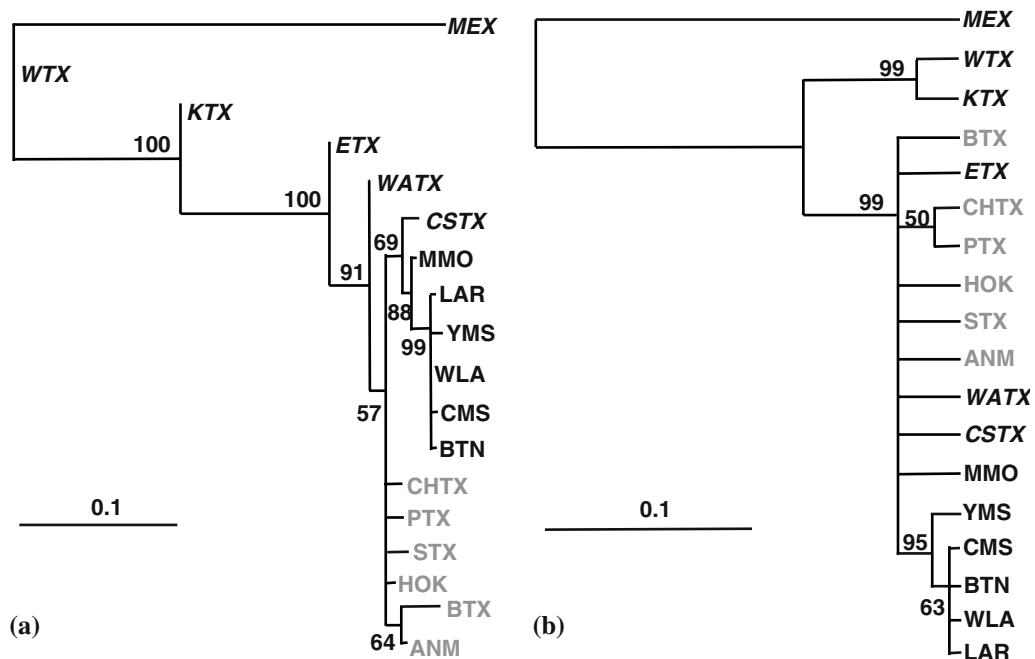 MEX
WTX
KTX
100
ETX
100
WATX
CSTX
69
MMO
91
LAR
88
YMS
99
WLA
57
CMS
BTN
CHTX
0.1
PTX
STX
HOK
BTX
64
ANM
(a)
MEX
99
WTX
KTX
BTX
99
ETX
CHTX
50
PTX
HOK
STX
ANM
WATX
CSTX
MMO
0.1
YMS
95
CMS
BTN
63
WLA
LAR
(b)